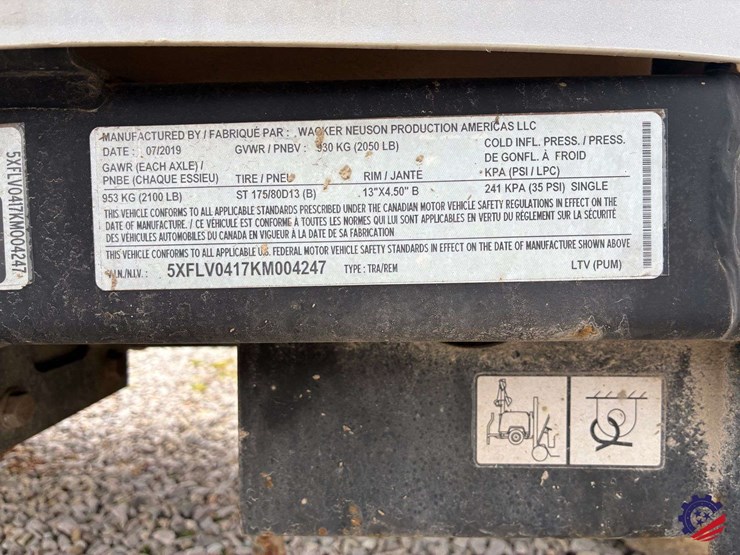 MANUFACTURED BY / FABRIQUÉ PAR : WACKER NEUSON PRODUCTION AMERICAS LLC
DATE : 07/2019 GVWR / PNBV : 930 KG (2050 LB)
COLD INFL. PRESS. / PRESS.
DE GONFL. À FROID
GAWR (EACH AXLE) /
PNBE (CHAQUE ESSIEU) TIRE / PNEU RIM / JANTE KPA (PSI / LPC)
953 KG (2100 LB) ST 175/80D13 (B) 13"X4.50" B 241 KPA (35 PSI) SINGLE
THIS VEHICLE CONFORMS TO ALL APPLICABLE STANDARDS PRESCRIBED UNDER THE CANADIAN MOTOR VEHICLE SAFETY REGULATIONS IN EFFECT ON THE
DATE OF MANUFACTURE. / CE VÉHICULE EST CONFORME À TOUTES LES NORMES QUI LUI SONT APPLICABLES EN VERTU DU RÈGLEMENT SUR LA SÉCURITÉ
DES VÉHICULES AUTOMOBILES DU CANADA EN VIGUEUR À LA DATE DE SA FABRICATION
THIS VEHICLE CONFORMS TO ALL APPLICABLE U.S. FEDERAL MOTOR VEHICLE SAFETY STANDARDS IN EFFECT ON THE DATE OF MANUFACTURE SHOWN ABOVE
V.I.N./N.I.V. : 5XFLV0417KM004247 TYPE : TRA/REM LTV (PUM)
5XFLV0417KM004247